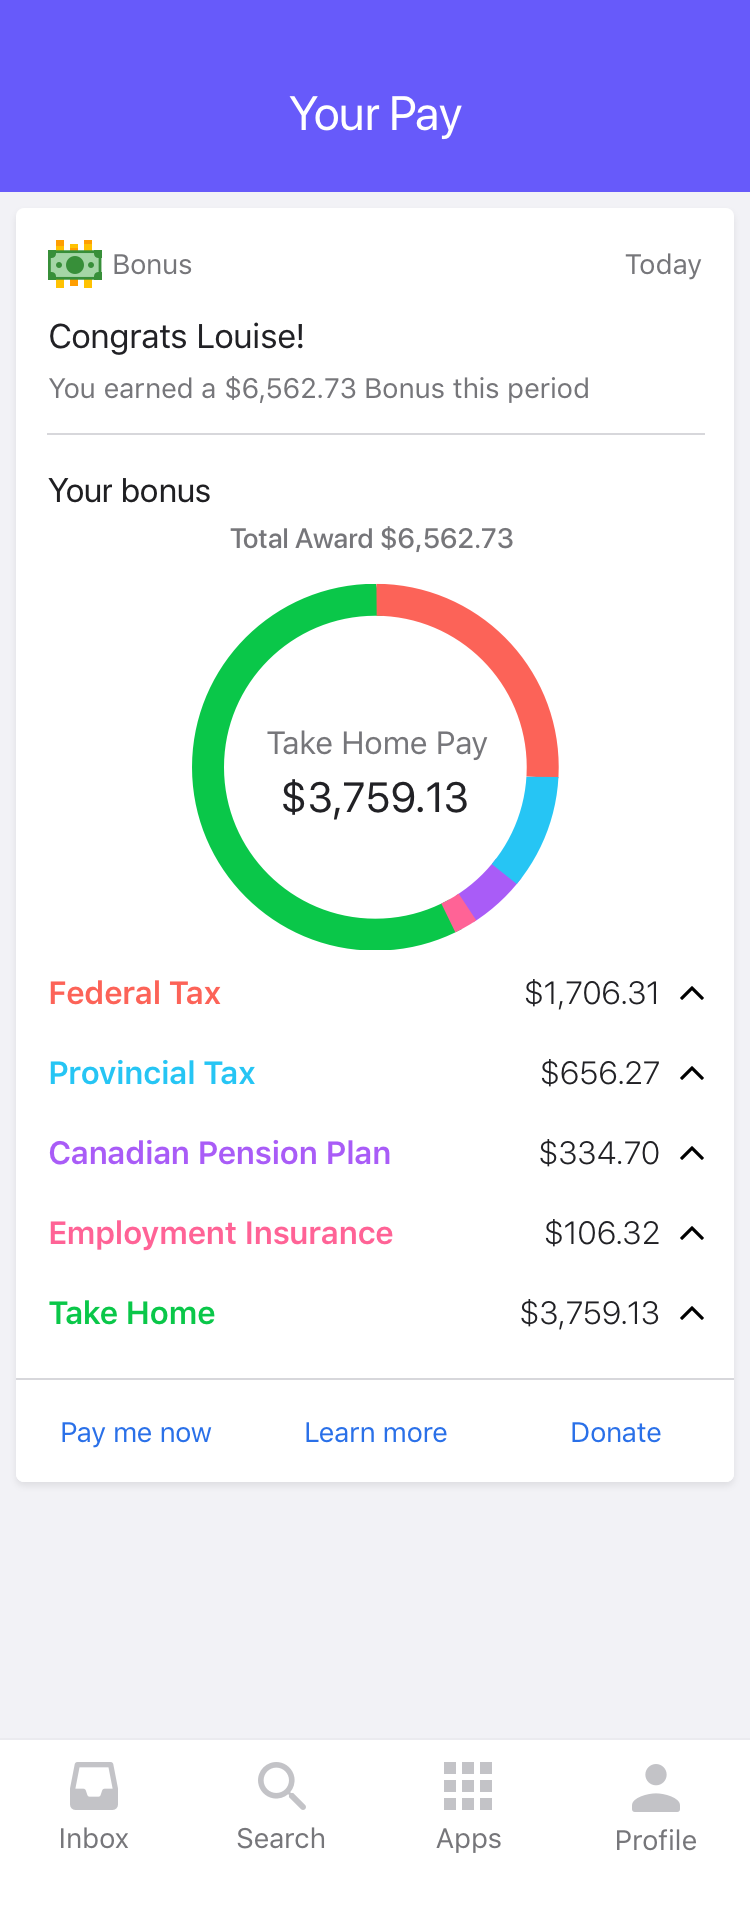 Your Pay
Bonus Today
Congrats Louise!
You earned a $6,562.73 Bonus this period
Your bonus
Total Award $6,562.73
Take Home Pay
$3,759.13
Federal Tax $1,706.31
Provincial Tax $656.27
Canadian Pension Plan $334.70
Employment Insurance $106.32
Take Home $3,759.13
Pay me now Learn more Donate
Inbox Search Apps Profile